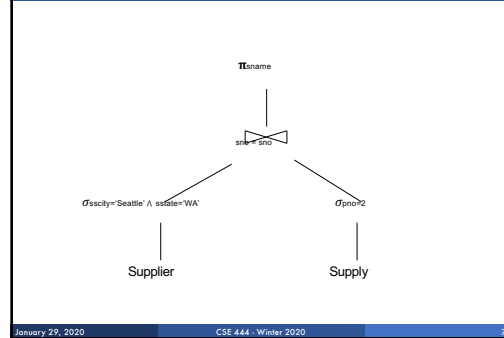 πsname
sno = sno
σsscity='Seattle' ∧ sstate='WA'
σpno=2
Supplier
Supply
January 29, 2020
CSE 444 - Winter 2020
7